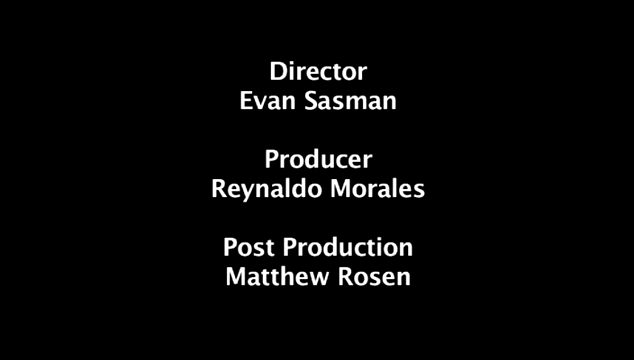 Director
Evan Sasman
Producer
Reynaldo Morales
Post Production
Matthew Rosen